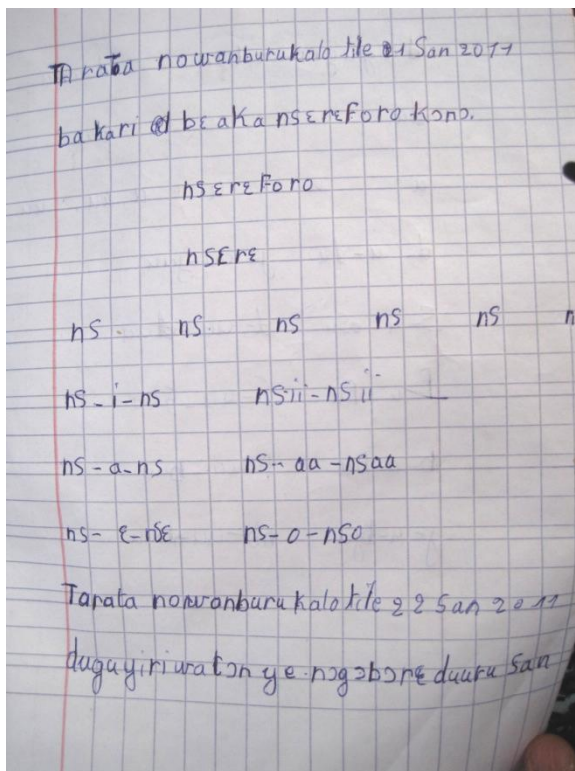 Tarata nowanburukalo tile 21 San 2011
bakari bɛ aka nsɛrɛforo kɔnɔ.
nsɛrɛforo
nsɛrɛ
ns ns ns ns ns n
ns - i - ns nsii - nsii
ns - a - ns ns - aa - nsaa
ns - ɛ - nsɛ ns - o - nso
Tarata nowanburu kalo tile 22 San 2011
duguyiriwatɔn ye nɔgɔbɔrɛ duuru San